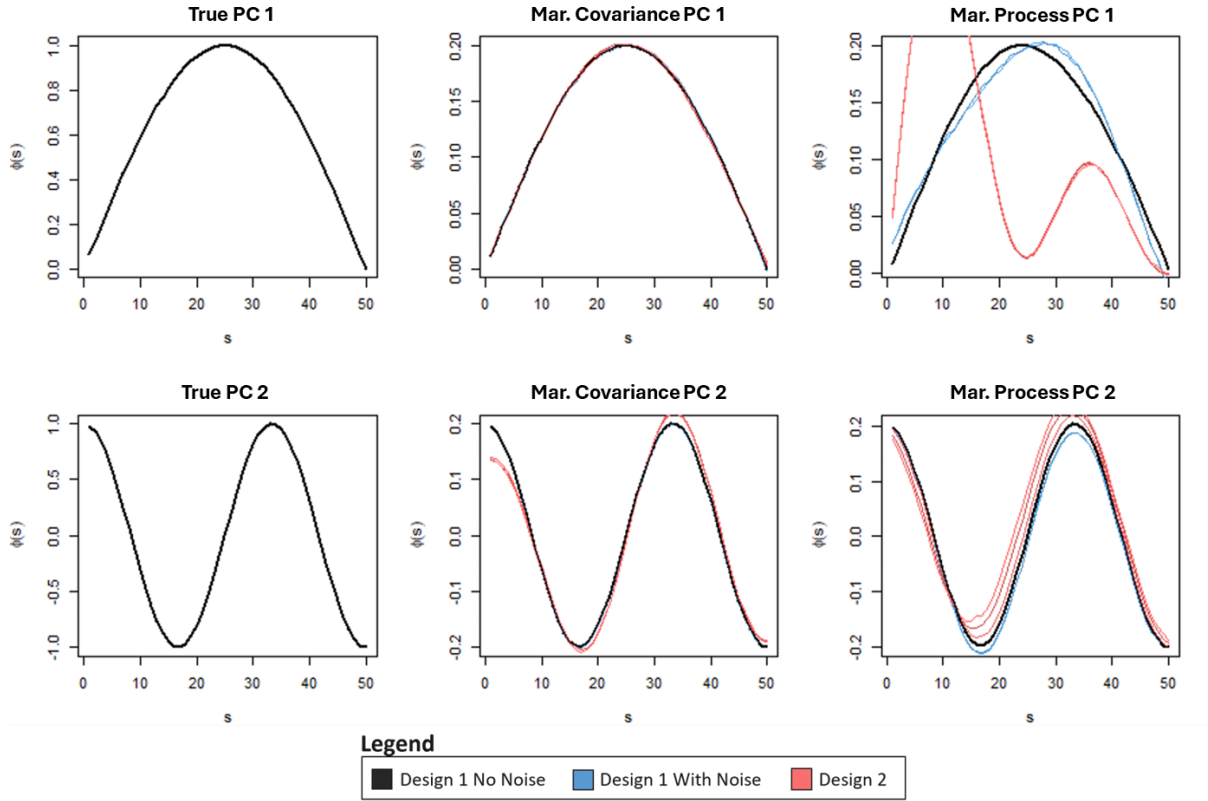 True PC 1
Mar. Covariance PC 1
Mar. Process PC 1
ϕ(s)
0.0 0.2 0.4 0.6 0.8 1.0
0 10 20 30 40 50
s
ϕ(s)
0.00 0.05 0.10 0.15 0.20
0 10 20 30 40 50
s
ϕ(s)
0.00 0.05 0.10 0.15 0.20
0 10 20 30 40 50
s
True PC 2
Mar. Covariance PC 2
Mar. Process PC 2
ϕ(s)
-1.0 -0.5 0.0 0.5 1.0
0 10 20 30 40 50
s
ϕ(s)
-0.2 -0.1 0.0 0.1 0.2
0 10 20 30 40 50
s
ϕ(s)
-0.2 -0.1 0.0 0.1 0.2
0 10 20 30 40 50
s
Legend
Design 1 No Noise
Design 1 With Noise
Design 2